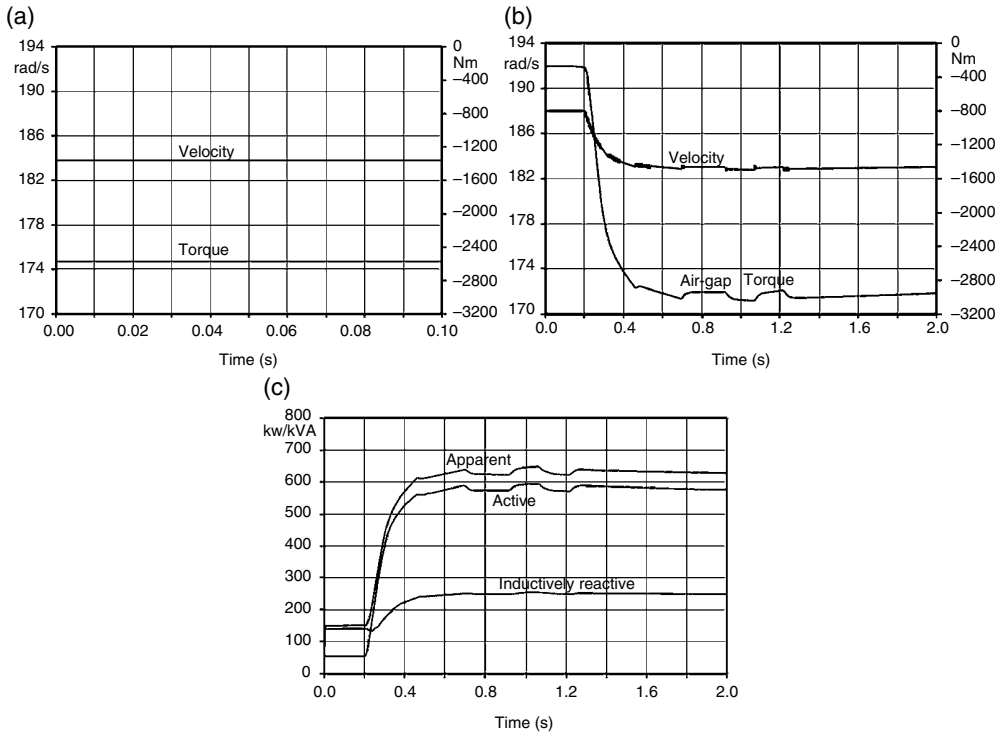 (a)
194
rad/s
190
186
182
178
174
170
0
Nm
–400
–800
–1200
–1600
–2000
–2400
–2800
–3200
Velocity
Torque
0.00 0.02 0.04 0.06 0.08 0.10
Time (s)
(b)
194
rad/s
190
186
182
178
174
170
0
Nm
–400
–800
–1200
–1600
–2000
–2400
–2800
–3200
Velocity
Air-gap Torque
0.0 0.4 0.8 1.2 1.6 2.0
Time (s)
(c)
800
kw/kVA
700
600
500
400
300
200
100
0
Apparent
Active
Inductively reactive
0.0 0.4 0.8 1.2 1.6 2.0
Time (s)